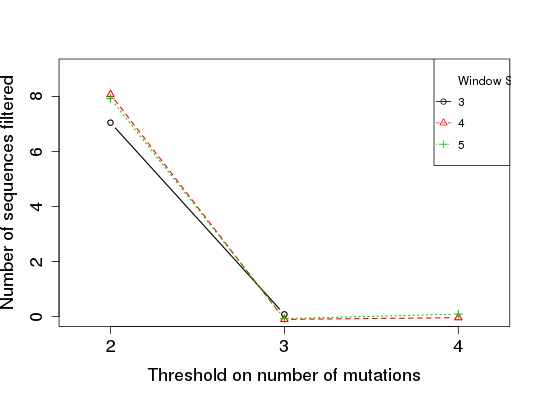 Number of sequences filtered
8
6
4
2
0
Window S
3
4
5
2 3 4
Threshold on number of mutations